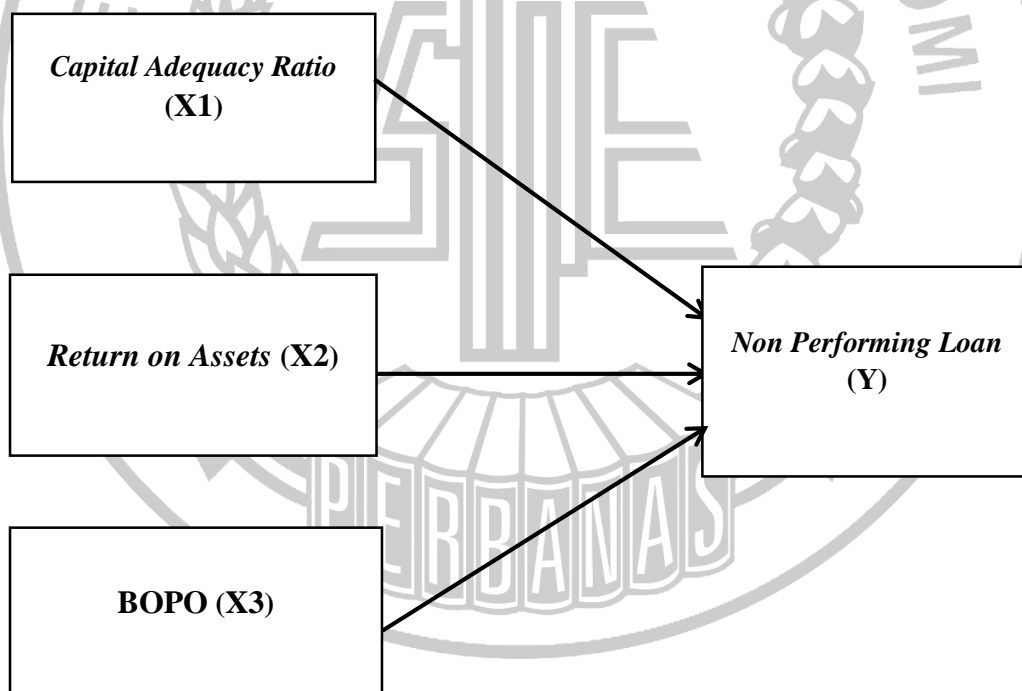 Capital Adequacy Ratio
(X1)
Return on Assets (X2)
Non Performing Loan
(Y)
BOPO (X3)
PERBANAS